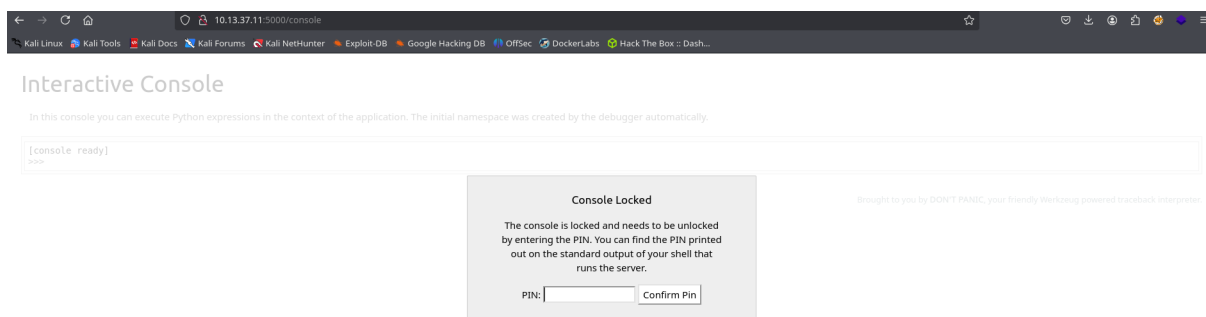 10.13.37.11:5000/console
Kali Linux Kali Tools Kali Docs Kali Forums Kali NetHunter Exploit-DB Google Hacking DB OffSec DockerLabs Hack The Box :: Dash...
Interactive Console
In this console you can execute Python expressions in the context of the application. The initial namespace was created by the debugger automatically.
[console ready]
>>>
Console Locked
Brought to you by DON'T PANIC, your friendly Werkzeug powered traceback interpreter.
The console is locked and needs to be unlocked
by entering the PIN. You can find the PIN printed
out on the standard output of your shell that
runs the server.
PIN: Confirm Pin